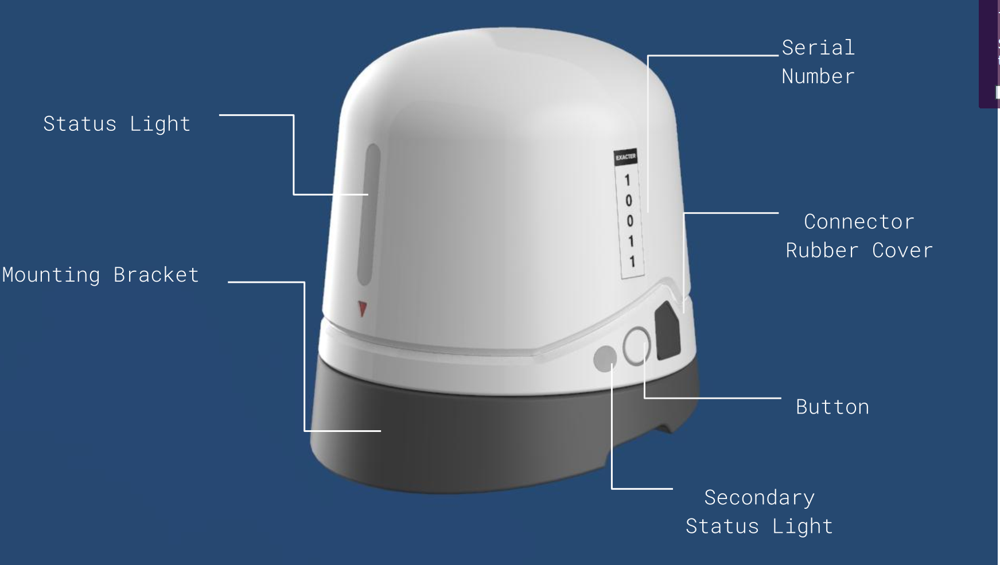 Serial
Number
Status Light
EXACTER
1
0
0
1
1
Connector
Rubber Cover
Mounting Bracket
Button
Secondary
Status Light